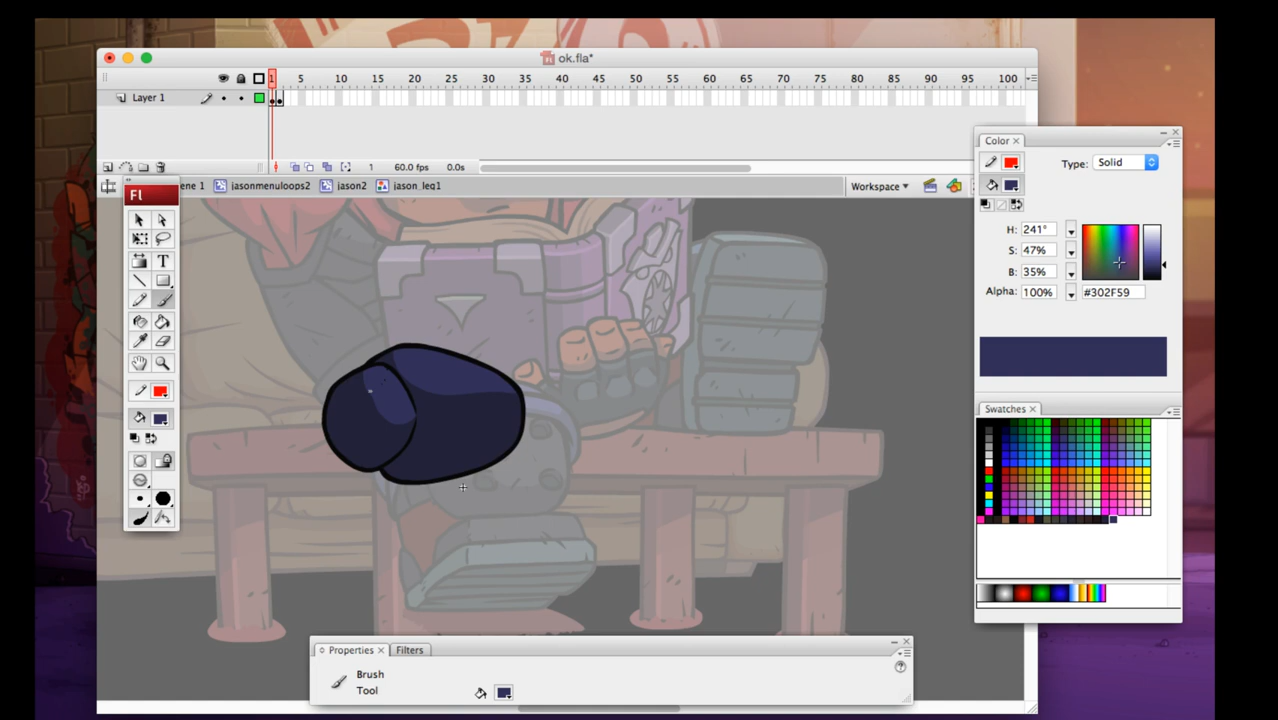 ok.fla*
1 5 10 15 20 25 30 35 40 45 50 55 60 65 70 75 80 85 90 95 100
Layer 1
1 60.0 fps 0.0s
ene 1 jasonmenuloops2 jason2 jason_leg1 Workspace
Fl
T
Color
Type: Solid
H: 241°
S: 47%
B: 35%
Alpha: 100% #302F59
Swatches
Properties Filters
Brush
Tool
?